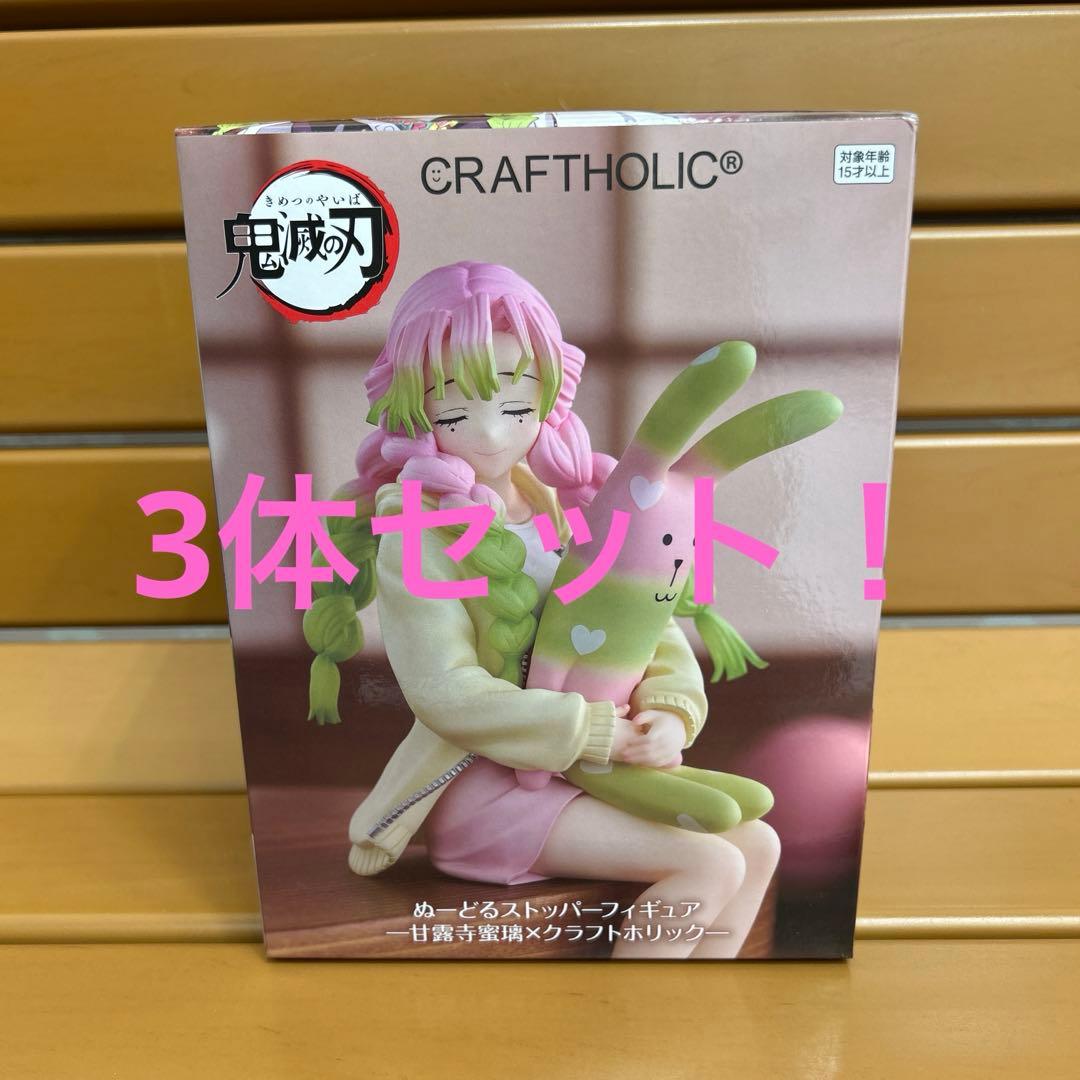 CRAFTHOLIC®
対象年齢
15才以上
きめつのやいば
鬼滅の刃
3体セット！
ぬーどるストッパーフィギュア
―甘露寺蜜璃×クラフトホリック―